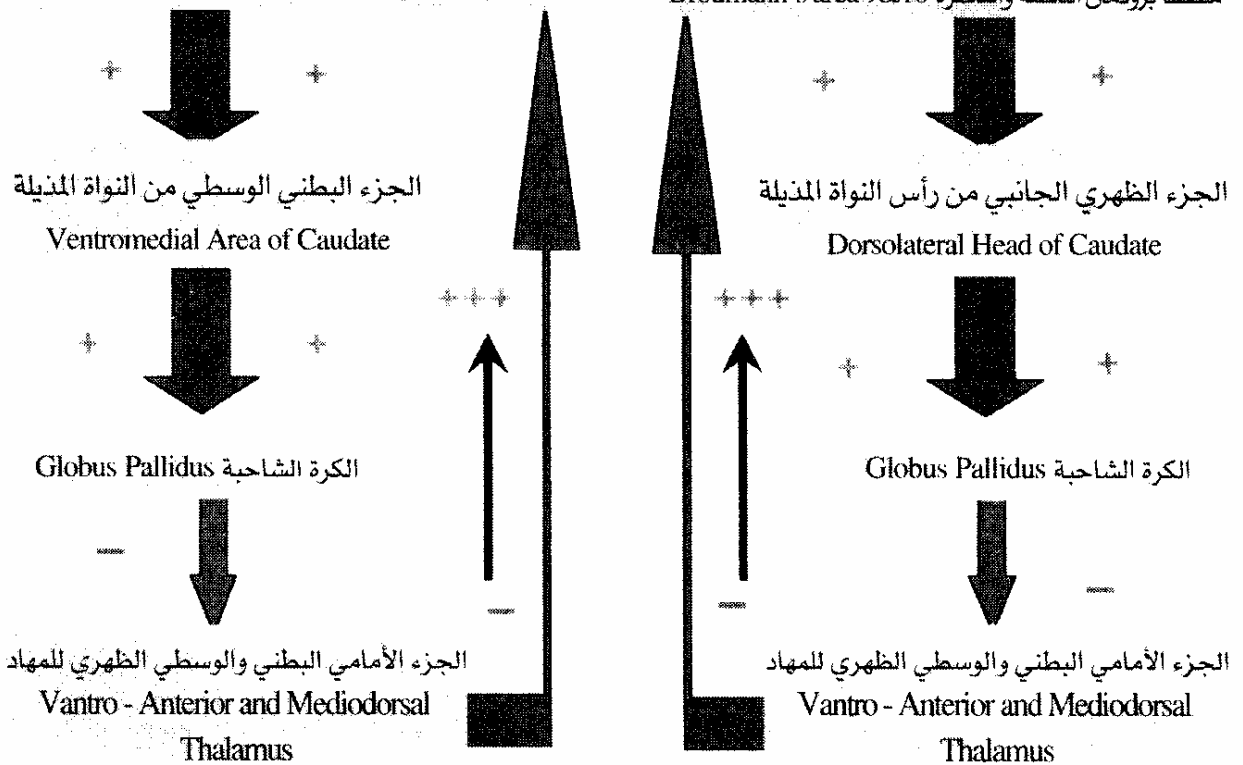 + +
+ +
الجزء البطني الوسطي من النواة المذيلة
Ventromedial Area of Caudate
الجزء الظهري الجانبي من رأس النواة المذيلة
Dorsolateral Head of Caudate
+++
+++
+ +
+ +
الكرة الشاحبة Globus Pallidus
الكرة الشاحبة Globus Pallidus
— —
— —
الجزء الأمامي البطني والوسطي الظهري للمهاد
Vantro - Anterior and Mediodorsal
Thalamus
الجزء الأمامي البطني والوسطي الظهري للمهاد
Vantro - Anterior and Mediodorsal
Thalamus